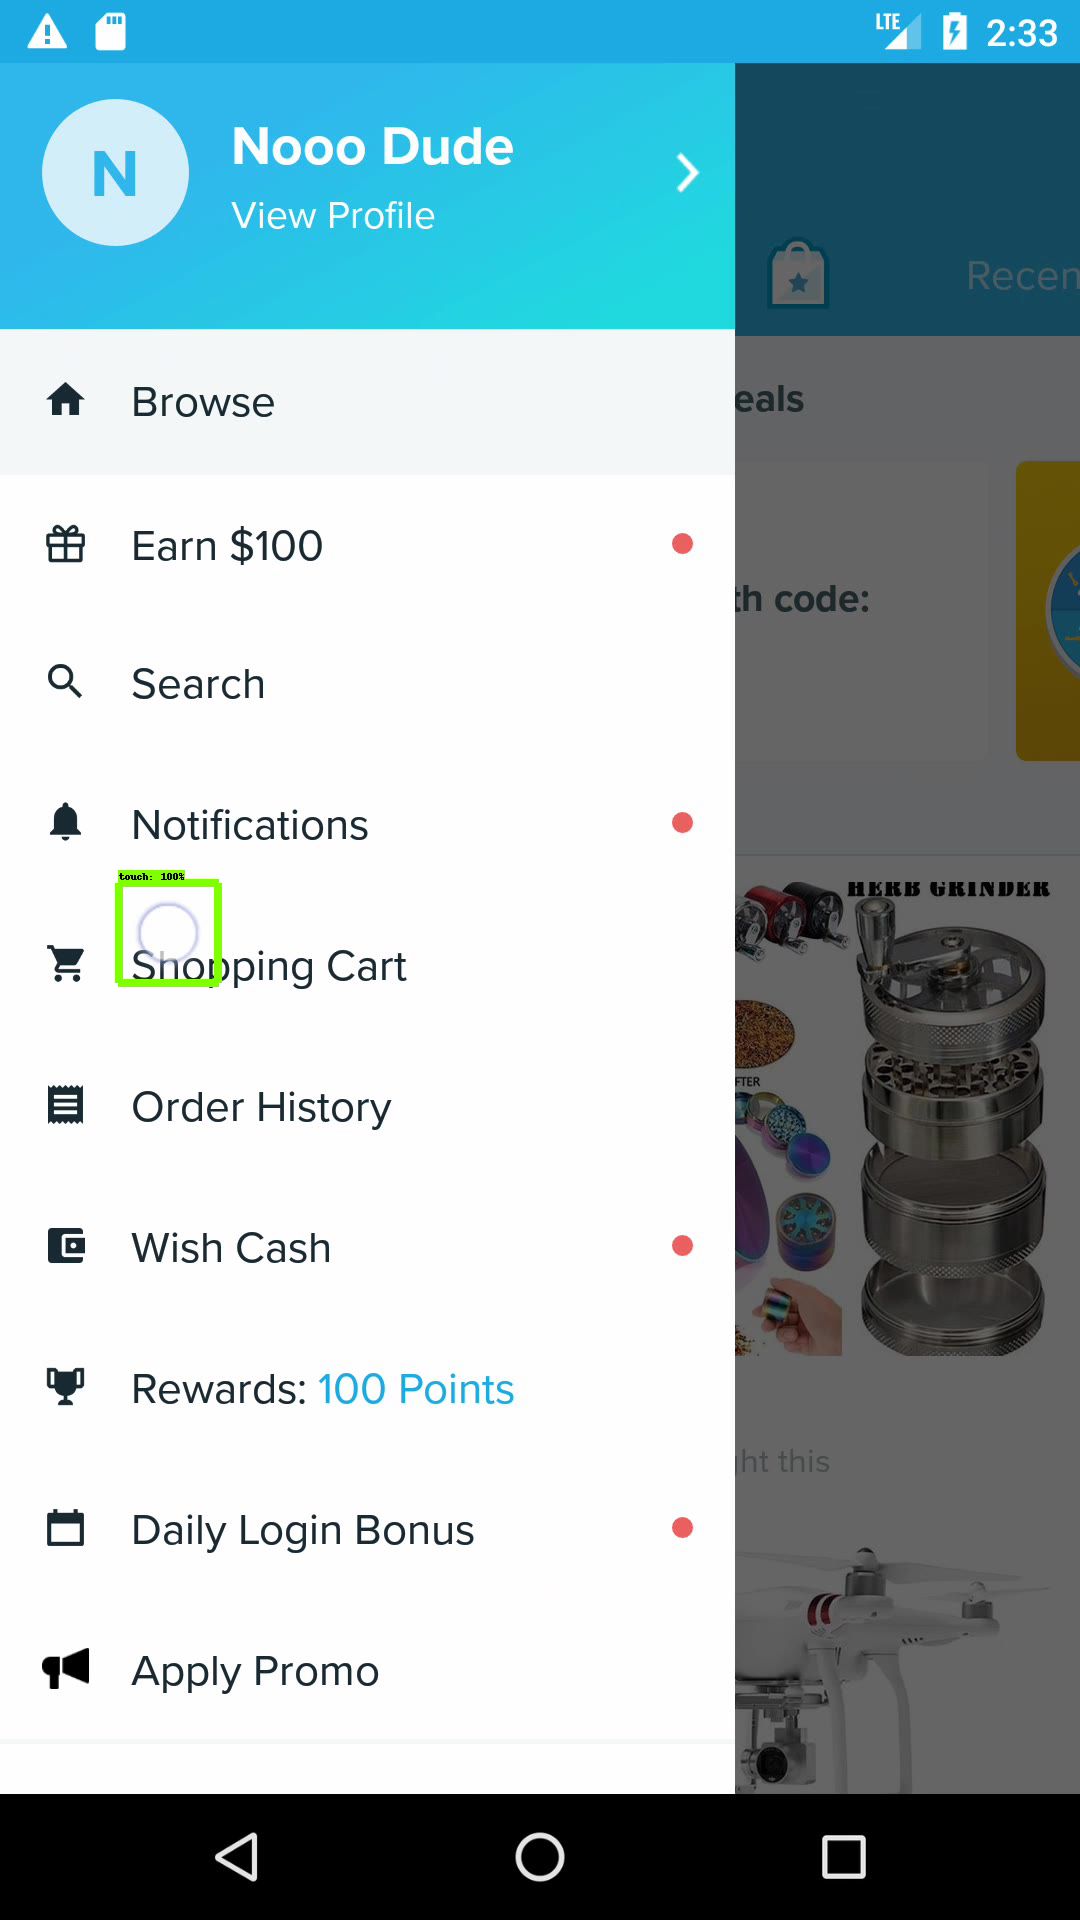 LTE 2:33
N
Nooo Dude
View Profile
Recen
Browse
eals
Earn $100
th code:
Search
Notifications
touch: 100%
HERB GRINDER
Shopping Cart
FTER
Order History
Wish Cash
Rewards: 100 Points
ght this
Daily Login Bonus
Apply Promo